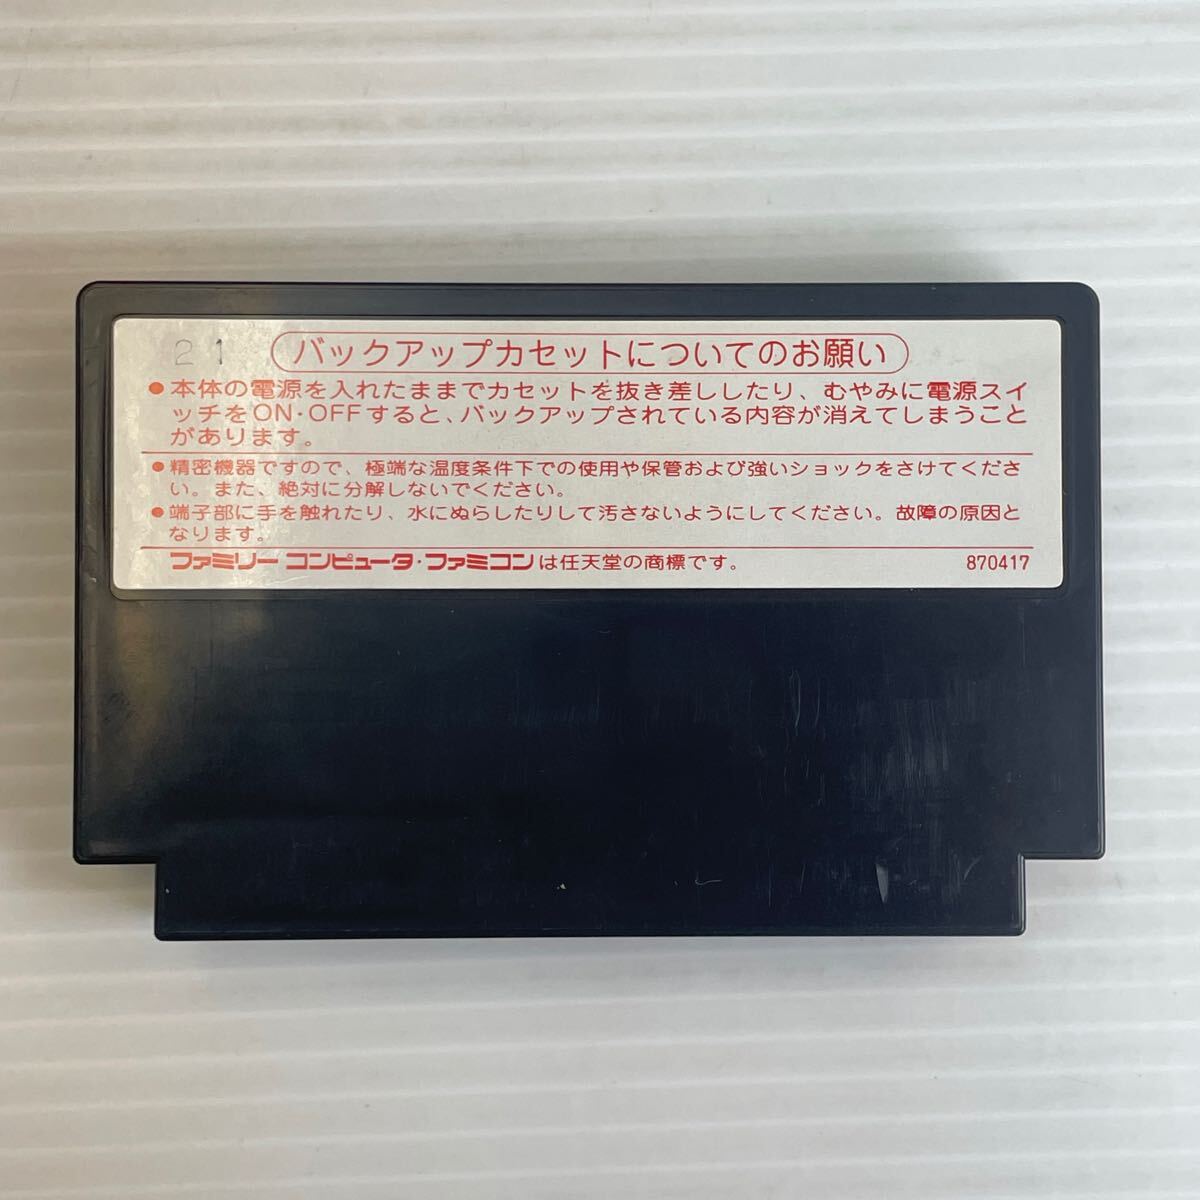 21
バックアップカセットについてのお願い
●本体の電源を入れたままでカセットを抜き差ししたり、むやみに電源スイ
ッチをON・OFFすると、バックアップされている内容が消えてしまうこと
があります。
●精密機器ですので、極端な温度条件下での使用や保管および強いショックをさけてくださ
い。また、絶対に分解しないでください。
●端子部に手を触れたり、水にぬらしたりして汚さないようにしてください。故障の原因と
なります。
ファミリーコンピュータ・ファミコンは任天堂の商標です。
870417